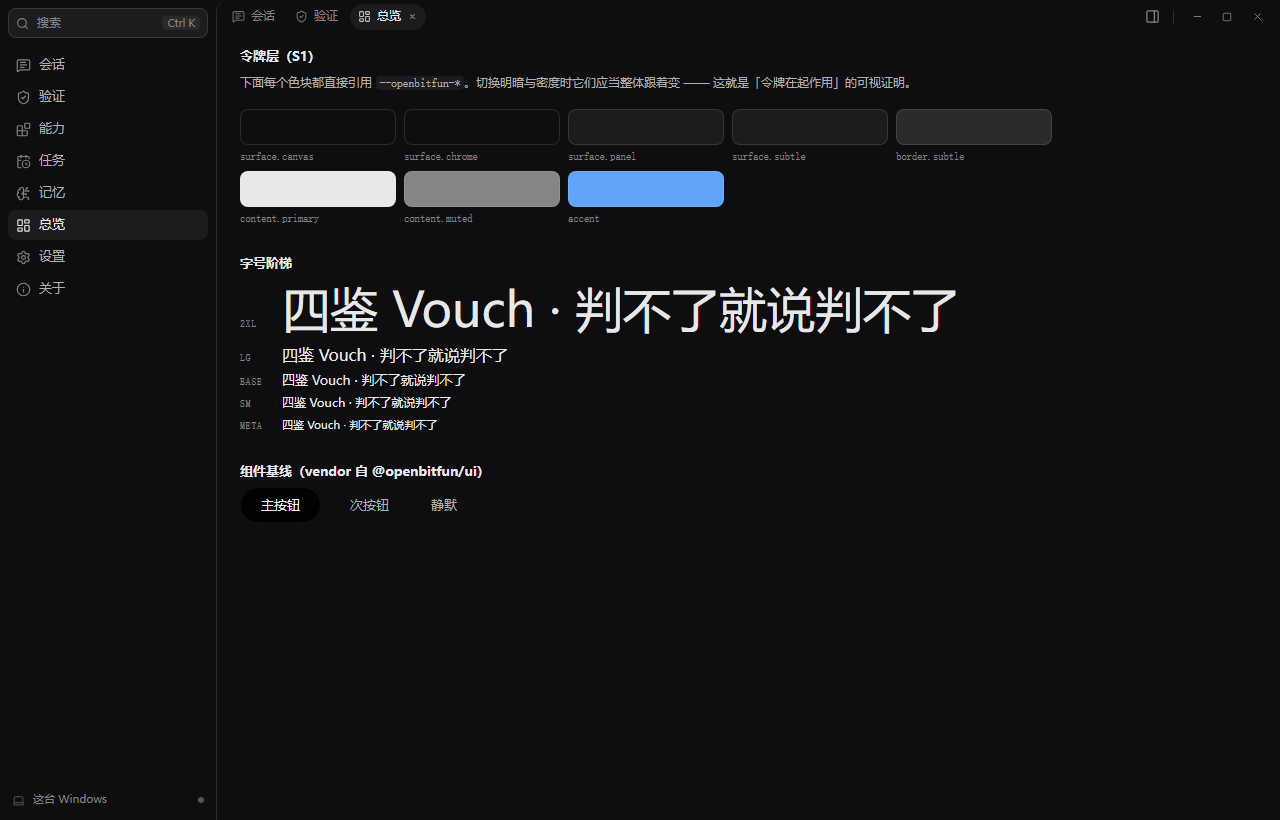 搜索 Ctrl K
会话
验证
能力
任务
记忆
总览
设置
关于
这台 Windows
会话 验证 总览 ×
令牌层（S1）
下面每个色块都直接引用 --openbitfun-*。切换明暗与密度时它们应当整体跟着变 —— 这就是「令牌在起作用」的可视证明。
surface.canvas surface.chrome surface.panel surface.subtle border.subtle
content.primary content.muted accent
字号阶梯
2XL 四鉴 Vouch · 判不了就说判不了
LG 四鉴 Vouch · 判不了就说判不了
BASE 四鉴 Vouch · 判不了就说判不了
SM 四鉴 Vouch · 判不了就说判不了
META 四鉴 Vouch · 判不了就说判不了
组件基线（vendor 自 @openbitfun/ui）
主按钮 次按钮 静默